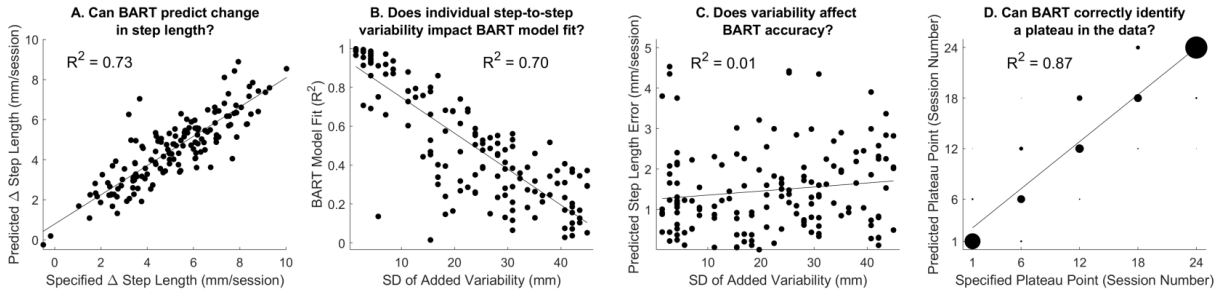 A. Can BART predict change
in step length?
R² = 0.73
Predicted Δ Step Length (mm/session)
10
8
6
4
2
0
0 2 4 6 8 10
Specified Δ Step Length (mm/session)
B. Does individual step-to-step
variability impact BART model fit?
R² = 0.70
BART Model Fit (R²)
1
0.8
0.6
0.4
0.2
0
0 10 20 30 40
SD of Added Variability (mm)
C. Does variability affect
BART accuracy?
R² = 0.01
Predicted Step Length Error (mm/session)
5
4
3
2
1
10 20 30 40
SD of Added Variability (mm)
D. Can BART correctly identify
a plateau in the data?
R² = 0.87
Predicted Plateau Point (Session Number)
24
18
12
6
1
1 6 12 18 24
Specified Plateau Point (Session Number)